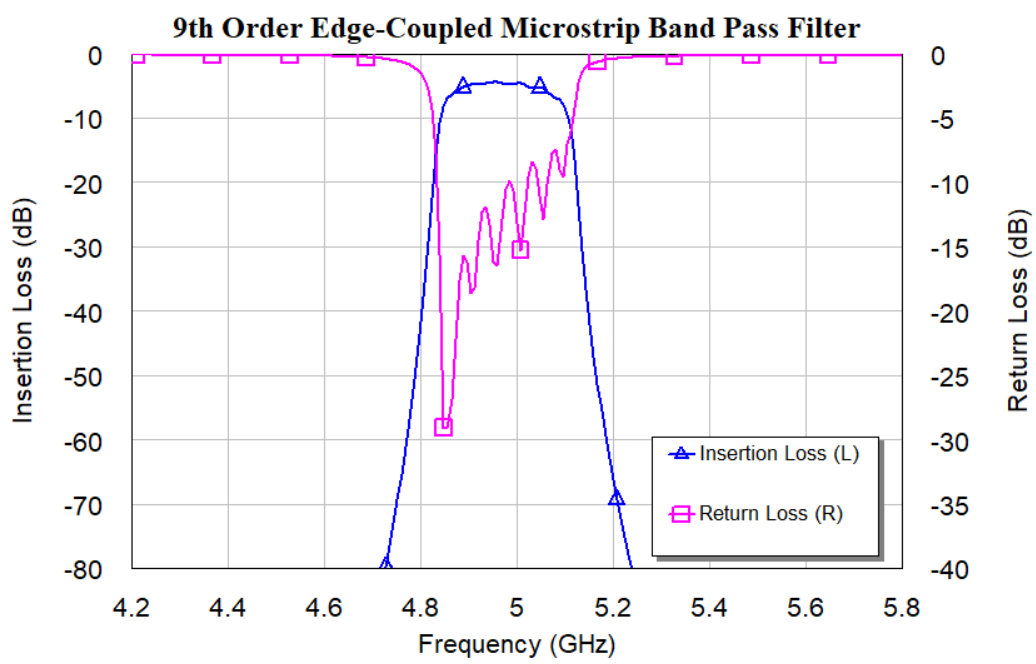 9th Order Edge-Coupled Microstrip Band Pass Filter
0
-10
-20
-30
-40
-50
-60
-70
-80
Insertion Loss (dB)
0
-5
-10
-15
-20
-25
-30
-35
-40
Return Loss (dB)
Insertion Loss (L)
Return Loss (R)
4.2 4.4 4.6 4.8 5 5.2 5.4 5.6 5.8
Frequency (GHz)